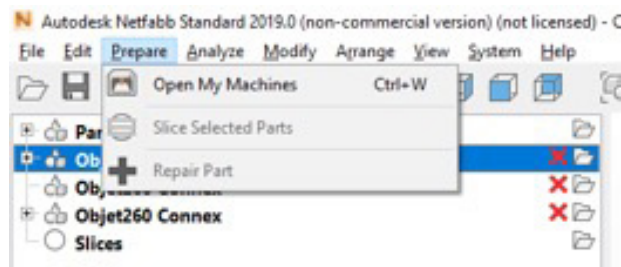 Autodesk Netfabb Standard 2019.0 (non-commercial version) (not licensed) - C
File Edit Prepare Analyze Modify Arrange View System Help
Open My Machines Ctrl+W
Slice Selected Parts
Par
Repair Part
Ob
Objet260 Connex
Slices